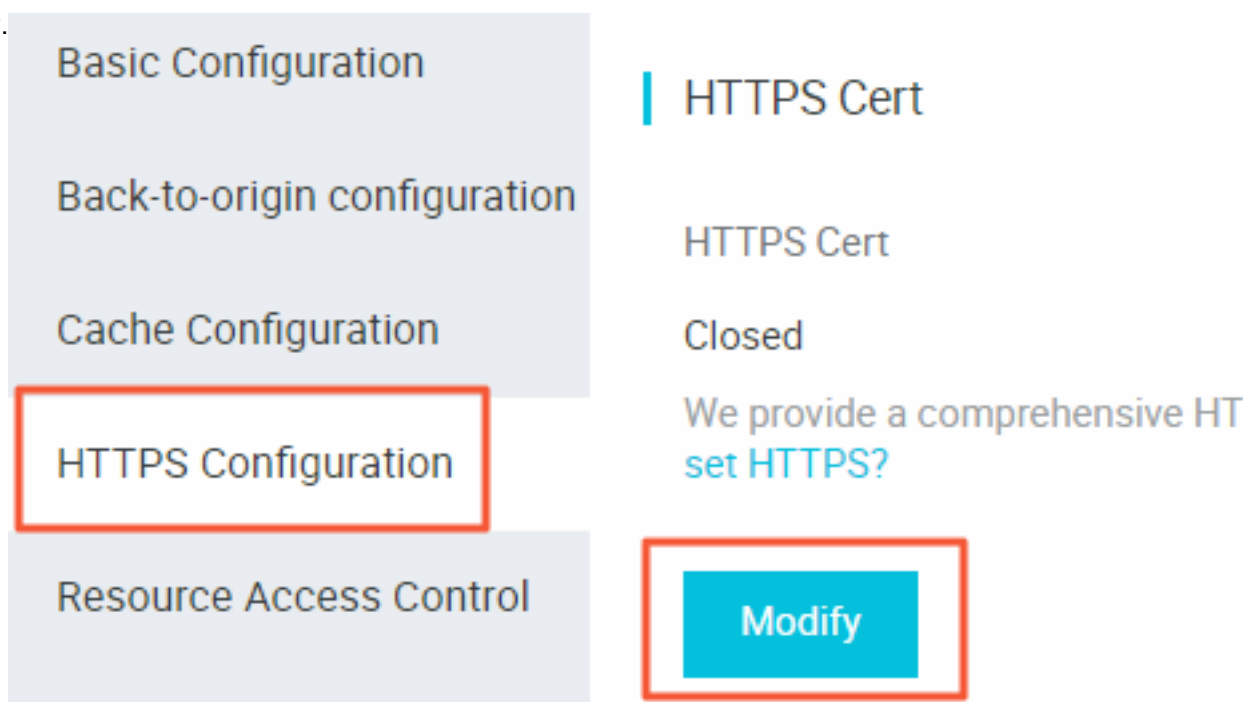 .
Basic Configuration
Back-to-origin configuration
Cache Configuration
HTTPS Configuration
Resource Access Control
HTTPS Cert
HTTPS Cert
Closed
We provide a comprehensive HT
set HTTPS?
Modify